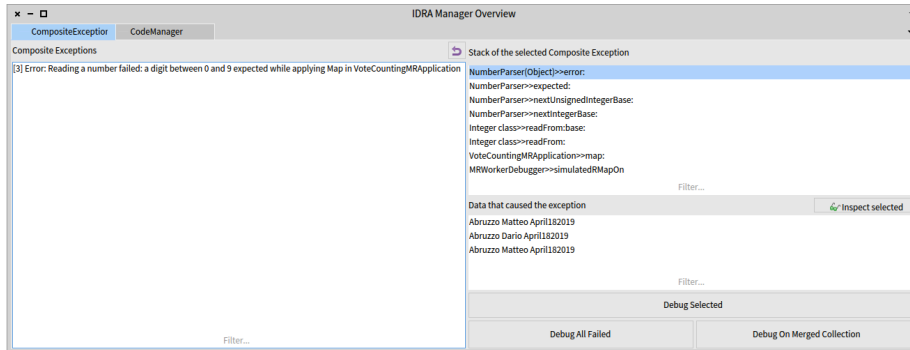 IDRA Manager Overview
CompositeExceptior CodeManager
Composite Exceptions
[3] Error: Reading a number failed: a digit between 0 and 9 expected while applying Map in VoteCountingMRApplication
Filter...
Stack of the selected Composite Exception
NumberParser(Object)>>error:
NumberParser>>expected:
NumberParser>>nextUnsignedIntegerBase:
NumberParser>>nextIntegerBase:
Integer class>>readFrom:base:
Integer class>>readFrom:
VoteCountingMRApplication>>map:
MRWorkerDebugger>>simulatedRMapOn
Filter...
Data that caused the exception
Inspect selected
Abruzzo Matteo April182019
Abruzzo Dario April182019
Abruzzo Matteo April182019
Filter...
Debug Selected
Debug All Failed
Debug On Merged Collection